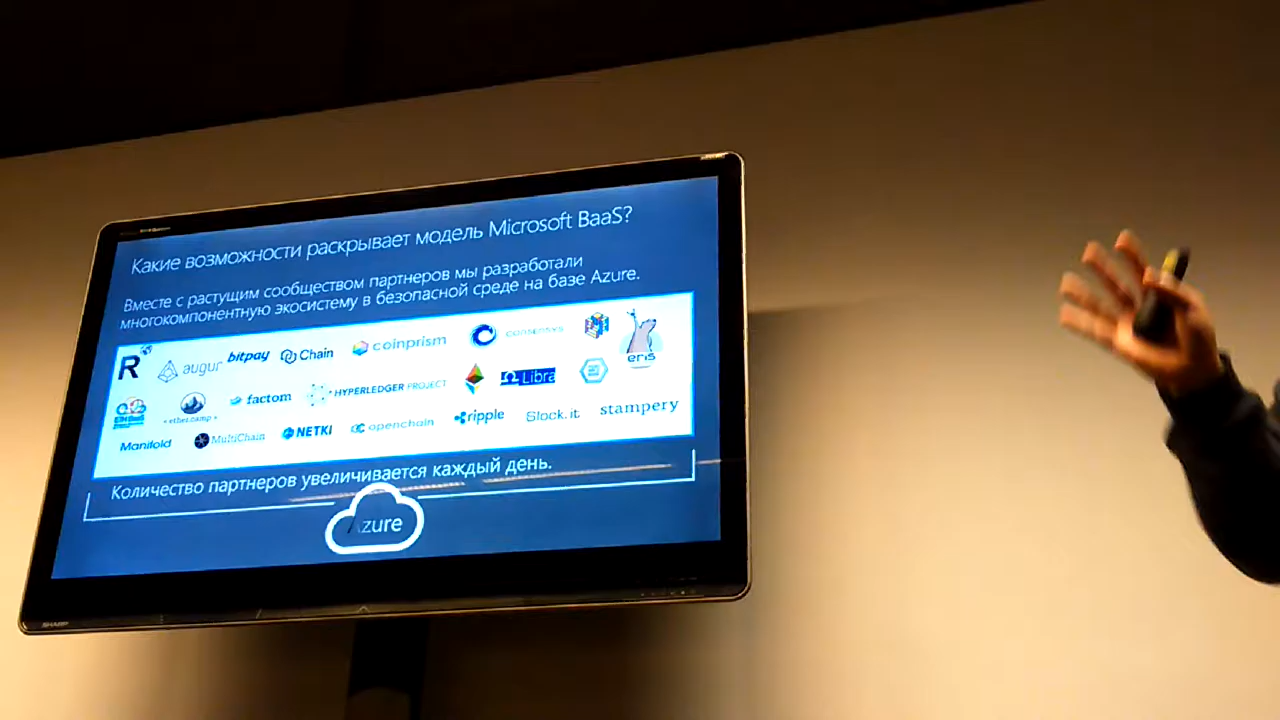 Какие возможности раскрывает модель Microsoft BaaS?
Вместе с растущим сообществом партнеров мы разработали
многокомпонентную экосистему в безопасной среде на базе Azure.
R augur bitpay Chain coinprism consensys eris
ether.camp factom HYPERLEDGER PROJECT Libra
Manifold MultiChain NETKI openchain ripple Slock.it stampery
Количество партнеров увеличивается каждый день.
Azure
SHARP